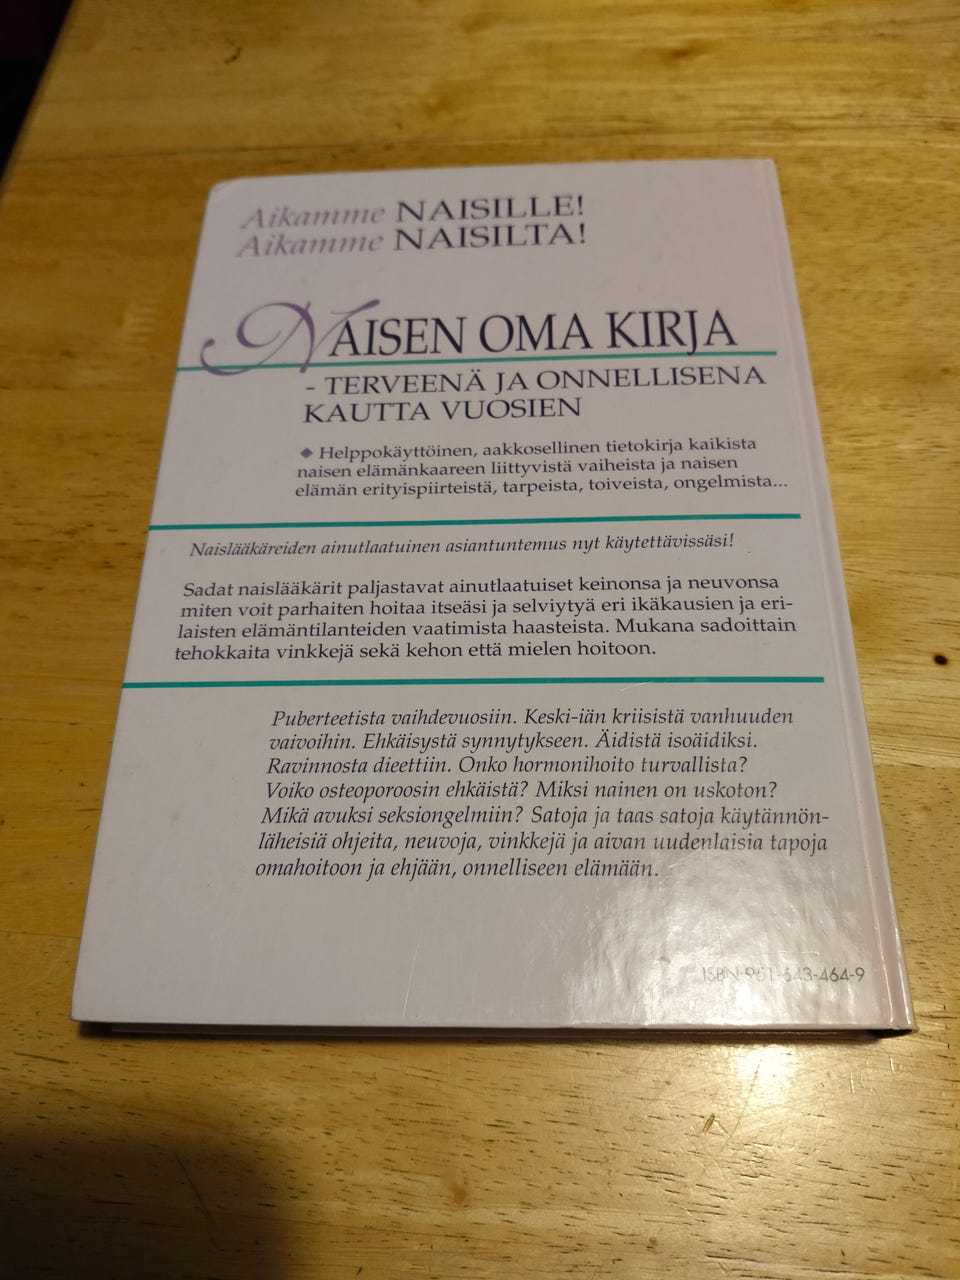 Aikamme NAISILLE!
Aikamme NAISILTA!
NAISEN OMA KIRJA
- TERVEENÄ JA ONNELLISENA
KAUTTA VUOSIEN
◆ Helppokäyttöinen, aakkosellinen tietokirja kaikista
naisen elämänkaareen liittyvistä vaiheista ja naisen
elämän erityispiirteistä, tarpeista, toiveista, ongelmista...
Naislääkäreiden ainutlaatuinen asiantuntemus nyt käytettävissäsi!
Sadat naislääkärit paljastavat ainutlaatuiset keinonsa ja neuvonsa
miten voit parhaiten hoitaa itseäsi ja selviytyä eri ikäkausien ja eri-
laisten elämäntilanteiden vaatimista haasteista. Mukana sadoittain
tehokkaita vinkkejä sekä kehon että mielen hoitoon.
Puberteetista vaihdevuosiin. Keski-iän kriisistä vanhuuden
vaivoihin. Ehkäisystä synnytykseen. Äidistä isoäidiksi.
Ravinnosta dieettiin. Onko hormonihoito turvallista?
Voiko osteoporoosin ehkäistä? Miksi nainen on uskoton?
Mikä avuksi seksiongelmiin? Satoja ja taas satoja käytännön-
läheisiä ohjeita, neuvoja, vinkkejä ja aivan uudenlaisia tapoja
omahoitoon ja ehjään, onnelliseen elämään.
ISBN 951-643-464-9